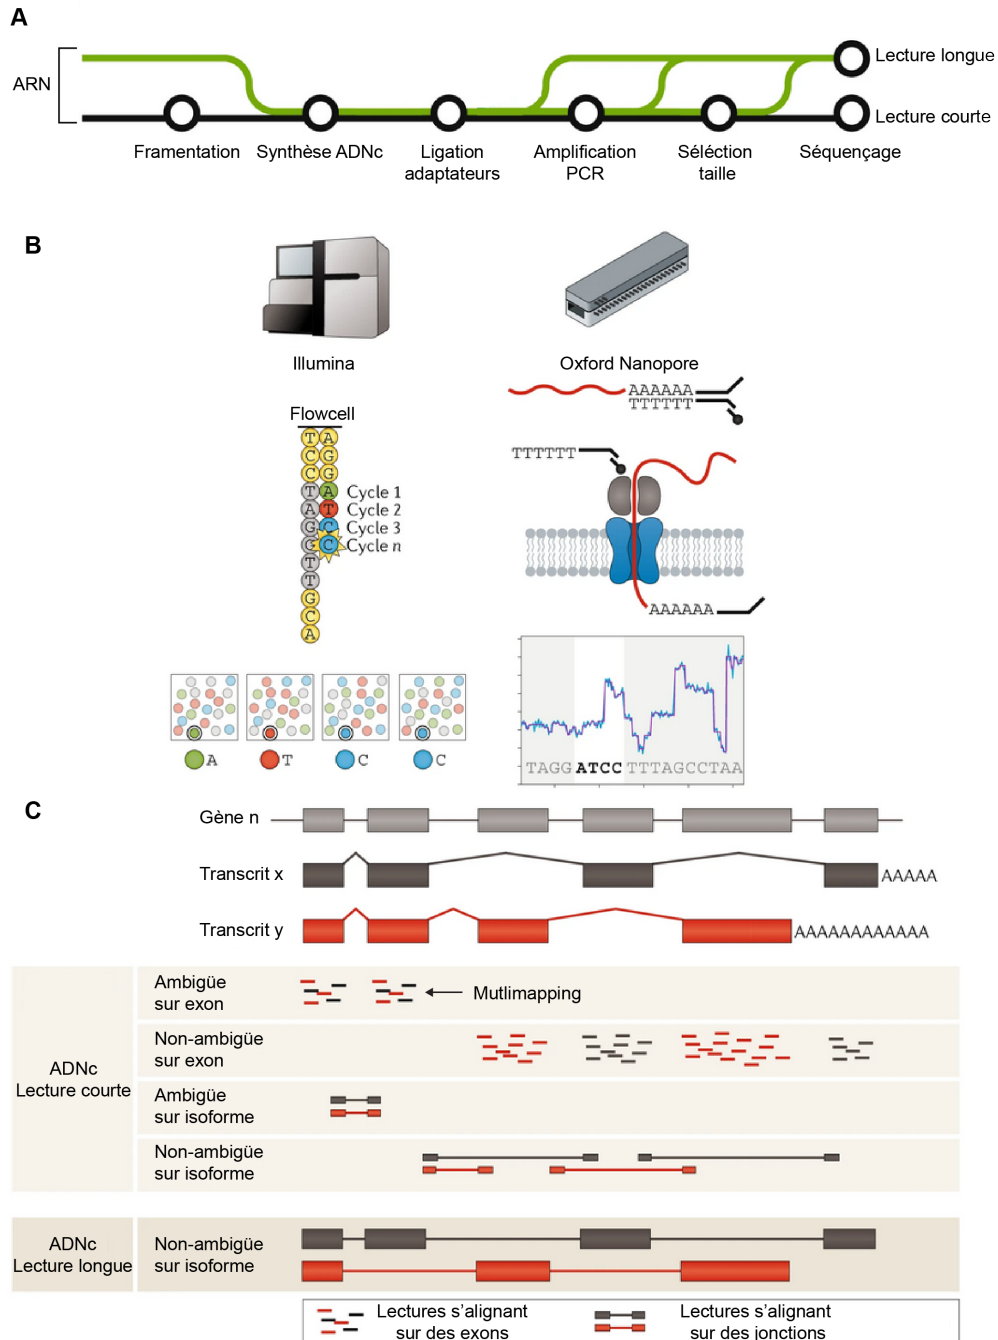 A
ARN
Lecture longue
Lecture courte
Framentation
Synthèse ADNc
Ligation
adaptateurs
Amplification
PCR
Séléction
taille
Séquençage
B
Illumina
Oxford Nanopore
AAAAAA
TTTTTT
Flowcell
T A
C G
C G
T A Cycle 1
A T Cycle 2
G C Cycle 3
G C Cycle n
T
T
G
C
A
TTTTTT
AAAAAA
A
T
C
C
TAGG ATCC TTTAGCCTAA
C
Gène n
Transcrit x
AAAAA
Transcrit y
AAAAAAAAAAAA
ADNc
Lecture courte
Ambigüe
sur exon
Mutlimapping
Non-ambigüe
sur exon
Ambigüe
sur isoforme
Non-ambigüe
sur isoforme
ADNc
Lecture longue
Non-ambigüe
sur isoforme
Lectures s’alignant
sur des exons
Lectures s’alignant
sur des jonctions